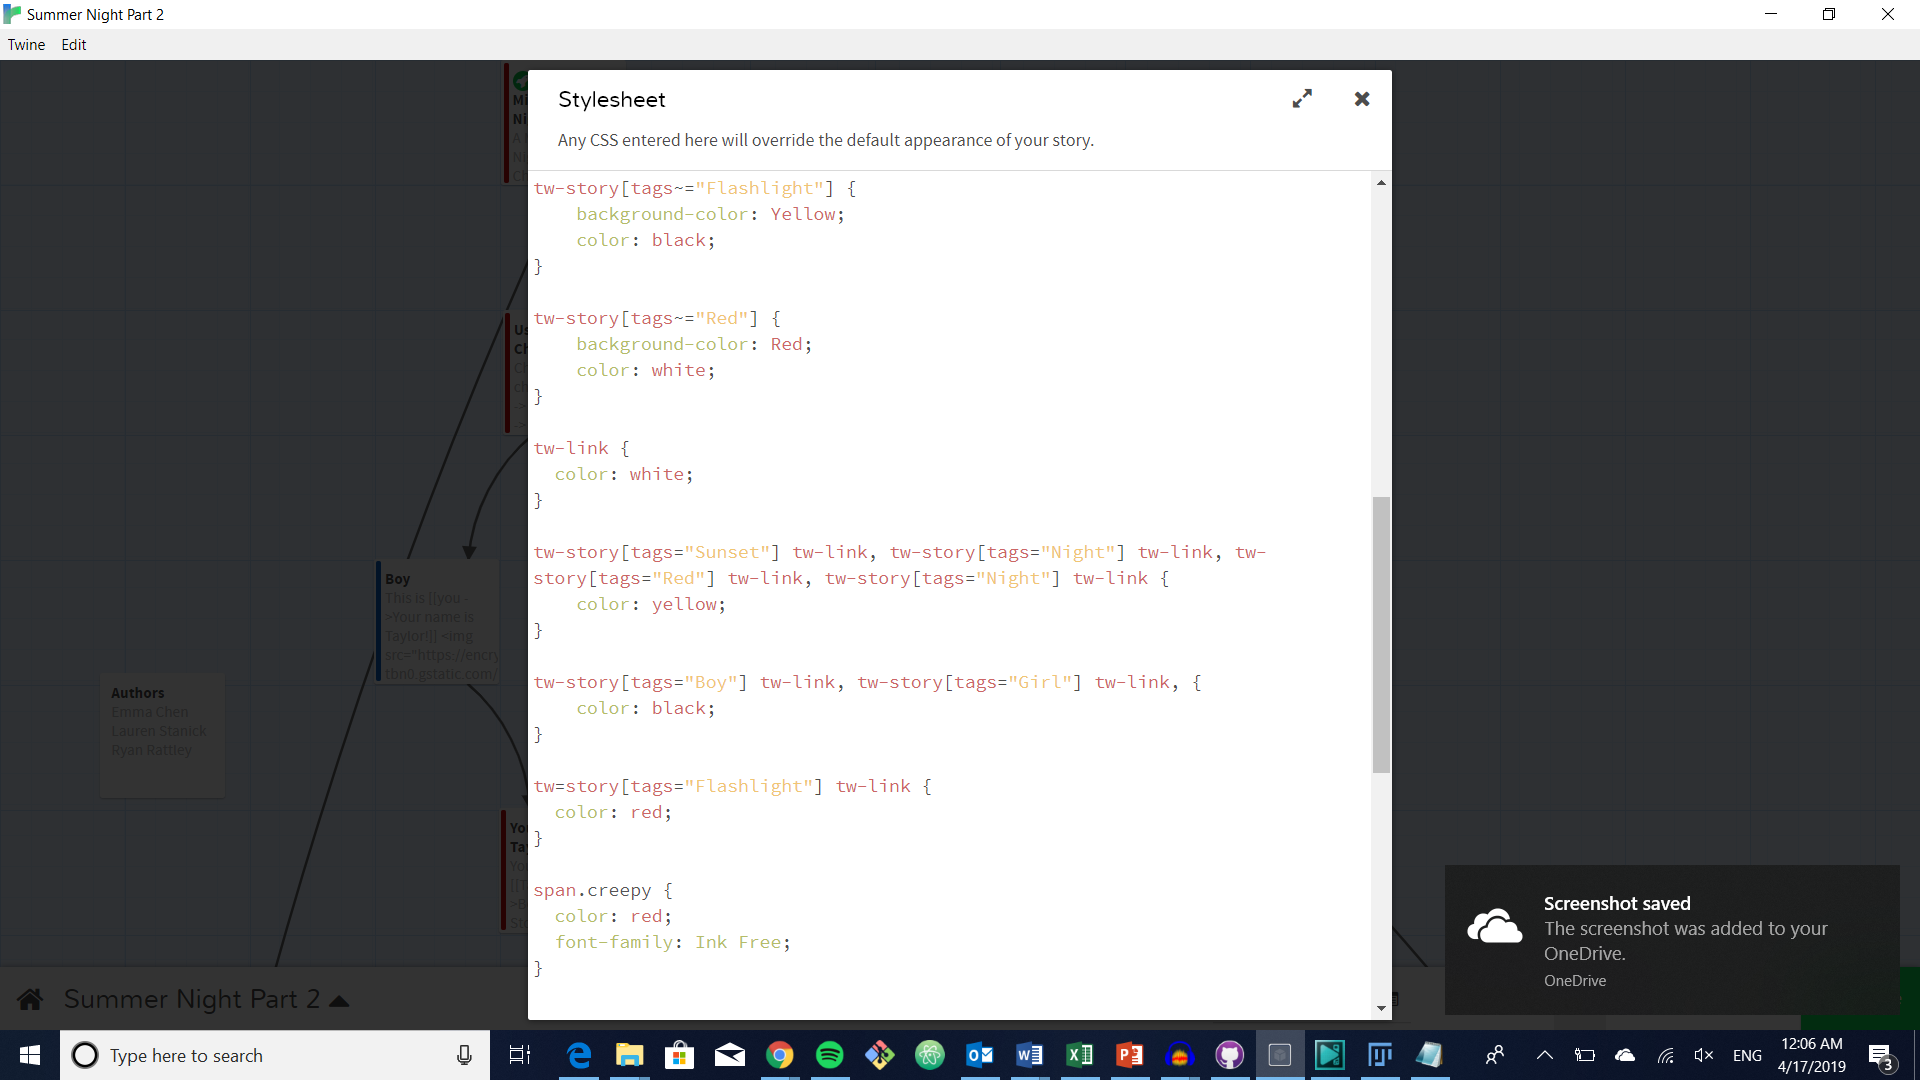 Summer Night Part 2
Twine Edit
Stylesheet
Any CSS entered here will override the default appearance of your story.
tw-story[tags~="Flashlight"] {
background-color: Yellow;
color: black;
}
tw-story[tags~="Red"] {
background-color: Red;
color: white;
}
tw-link {
color: white;
}
tw-story[tags="Sunset"] tw-link, tw-story[tags="Night"] tw-link, tw-
story[tags="Red"] tw-link, tw-story[tags="Night"] tw-link {
color: yellow;
}
tw-story[tags="Boy"] tw-link, tw-story[tags="Girl"] tw-link, {
color: black;
}
tw=story[tags="Flashlight"] tw-link {
color: red;
}
span.creepy {
color: red;
font-family: Ink Free;
}
Boy
This is [[you -
>Your name is
Taylor!]] <img
src="https://encry
tbn0.gstatic.com/
Authors
Emma Chen
Lauren Stanick
Ryan Rattley
Screenshot saved
The screenshot was added to your
OneDrive.
OneDrive
Summer Night Part 2
Type here to search
ENG
12:06 AM
4/17/2019
3